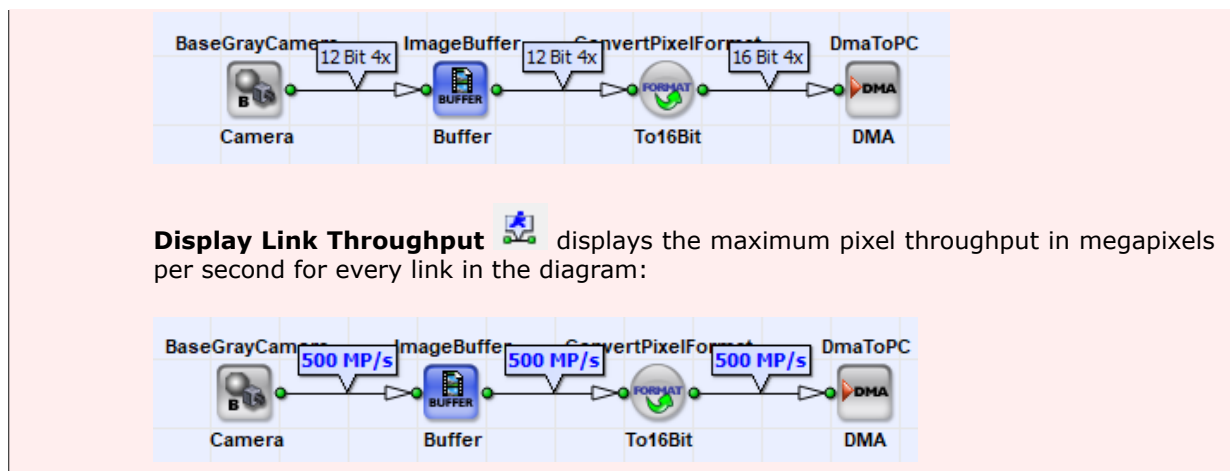 BaseGrayCamera ImageBuffer ConvertPixelFormat DmaToPC
12 Bit 4x 12 Bit 4x 16 Bit 4x
B BUFFER FORMAT DMA
Camera Buffer To16Bit DMA
Display Link Throughput displays the maximum pixel throughput in megapixels
per second for every link in the diagram:
BaseGrayCamera ImageBuffer ConvertPixelFormat DmaToPC
500 MP/s 500 MP/s 500 MP/s
B BUFFER FORMAT DMA
Camera Buffer To16Bit DMA